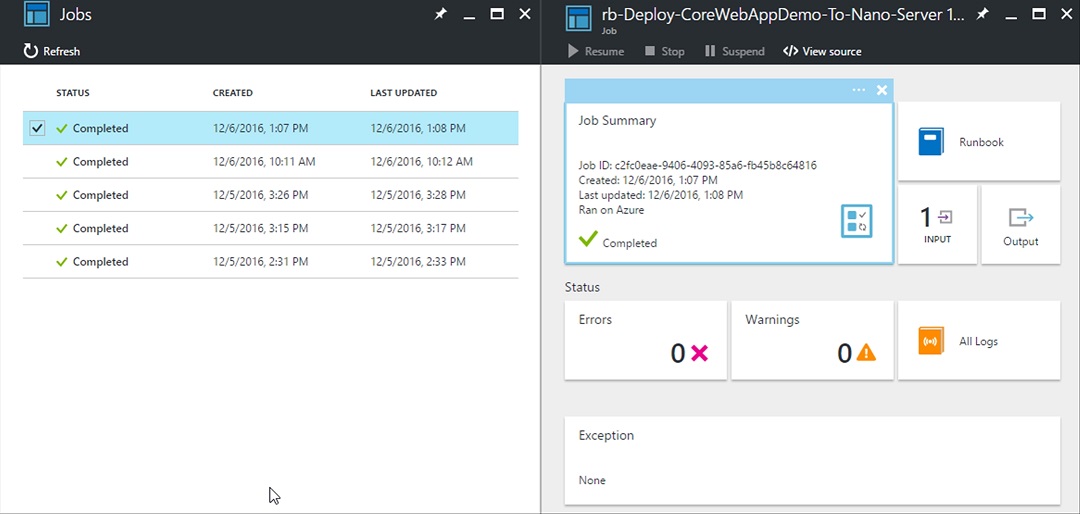 Jobs
Refresh
STATUS CREATED LAST UPDATED
Completed 12/6/2016, 1:07 PM 12/6/2016, 1:08 PM
Completed 12/6/2016, 10:11 AM 12/6/2016, 10:12 AM
Completed 12/5/2016, 3:26 PM 12/5/2016, 3:28 PM
Completed 12/5/2016, 3:15 PM 12/5/2016, 3:17 PM
Completed 12/5/2016, 2:31 PM 12/5/2016, 2:33 PM
rb-Deploy-CoreWebAppDemo-To-Nano-Server 1...
Job
Resume Stop Suspend </> View source
...
Job Summary
Job ID: c2fc0eae-9406-4093-85a6-fb45b8c64816
Created: 12/6/2016, 1:07 PM
Last updated: 12/6/2016, 1:08 PM
Ran on Azure
Completed
Runbook
1
INPUT
Output
Status
Errors
0
Warnings
0
All Logs
Exception
None